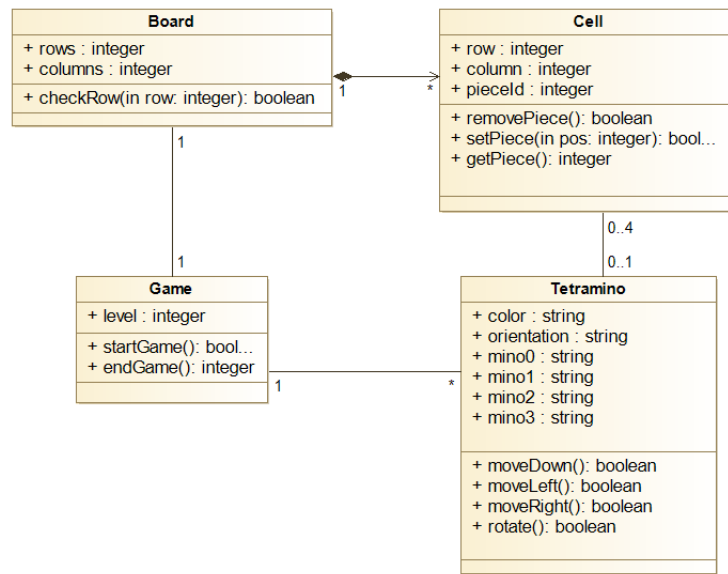 Board
+ rows : integer
+ columns : integer
+ checkRow(in row: integer): boolean
Cell
+ row : integer
+ column : integer
+ pieceId : integer
+ removePiece(): boolean
+ setPiece(in pos: integer): bool...
+ getPiece(): integer
1
*
1
1
0..4
0..1
Game
+ level : integer
+ startGame(): bool...
+ endGame(): integer
1
*
Tetramino
+ color : string
+ orientation : string
+ mino0 : string
+ mino1 : string
+ mino2 : string
+ mino3 : string
+ moveDown(): boolean
+ moveLeft(): boolean
+ moveRight(): boolean
+ rotate(): boolean